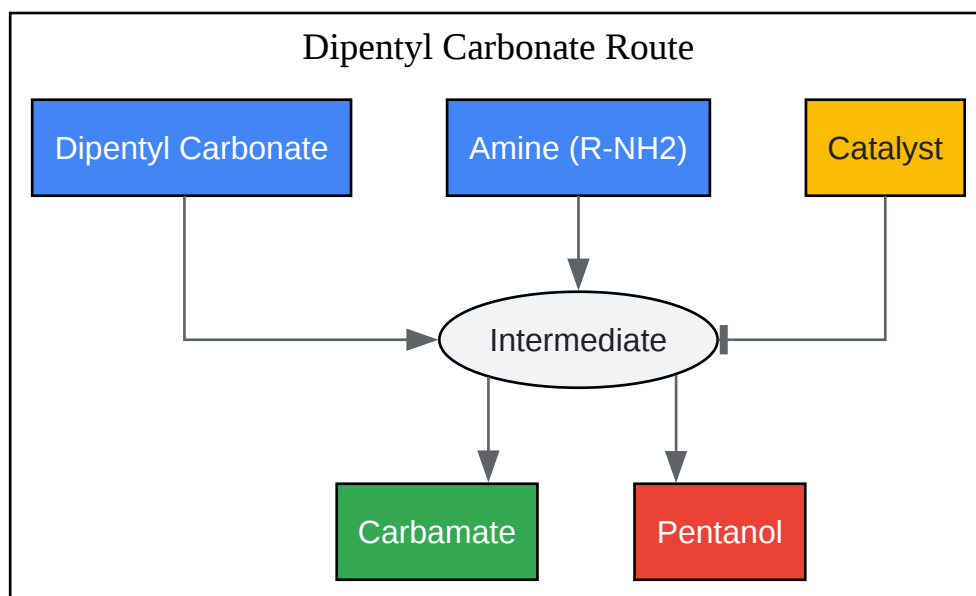 Dipentyl Carbonate Route
Dipentyl Carbonate
Amine (R-NH2)
Catalyst
Intermediate
Carbamate
Pentanol